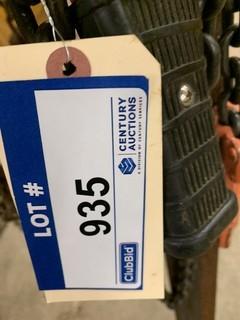 LOT #
935
CENTURY
AUCTIONS
A DIVISION OF CENTURY SERVICES
ClubBid